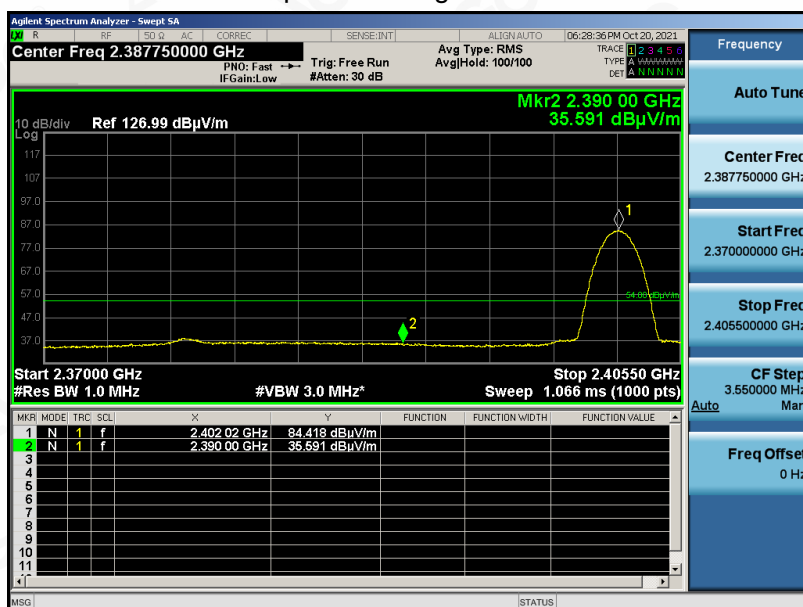 Agilent Spectrum Analyzer - Swept SA
LXI R RF 50 Ω AC CORREC SENSE:INT ALIGN AUTO 06:28:36 PM Oct 20, 2021
Center Freq 2.387750000 GHz
PNO: Fast
IFGain:Low
Trig: Free Run
#Atten: 30 dB
Avg Type: RMS
Avg|Hold: 100/100
TRACE 1 2 3 4 5 6
TYPE A WWWWW
DET A N N N N N
Frequency
Auto Tune
Center Freq
2.387750000 GHz
Start Freq
2.370000000 GHz
Stop Freq
2.405500000 GHz
CF Step
3.550000 MHz
Auto Man
Freq Offset
0 Hz
Mkr2 2.390 00 GHz
35.591 dBµV/m
10 dB/div Ref 126.99 dBµV/m
Log
117
107
97.0
87.0
77.0
67.0
57.0
47.0
37.0
1
54.00 dBµV/m
2
Start 2.37000 GHz Stop 2.40550 GHz
#Res BW 1.0 MHz #VBW 3.0 MHz* Sweep 1.066 ms (1000 pts)
MKR MODE TRC SCL X Y FUNCTION FUNCTION WIDTH FUNCTION VALUE
1 N 1 f 2.402 02 GHz 84.418 dBµV/m
2 N 1 f 2.390 00 GHz 35.591 dBµV/m
3
4
5
6
7
8
9
10
11
MSG STATUS